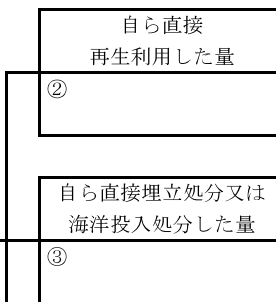 自ら直接
再生利用した量
②
自ら直接埋立処分又は
海洋投入処分した量
③